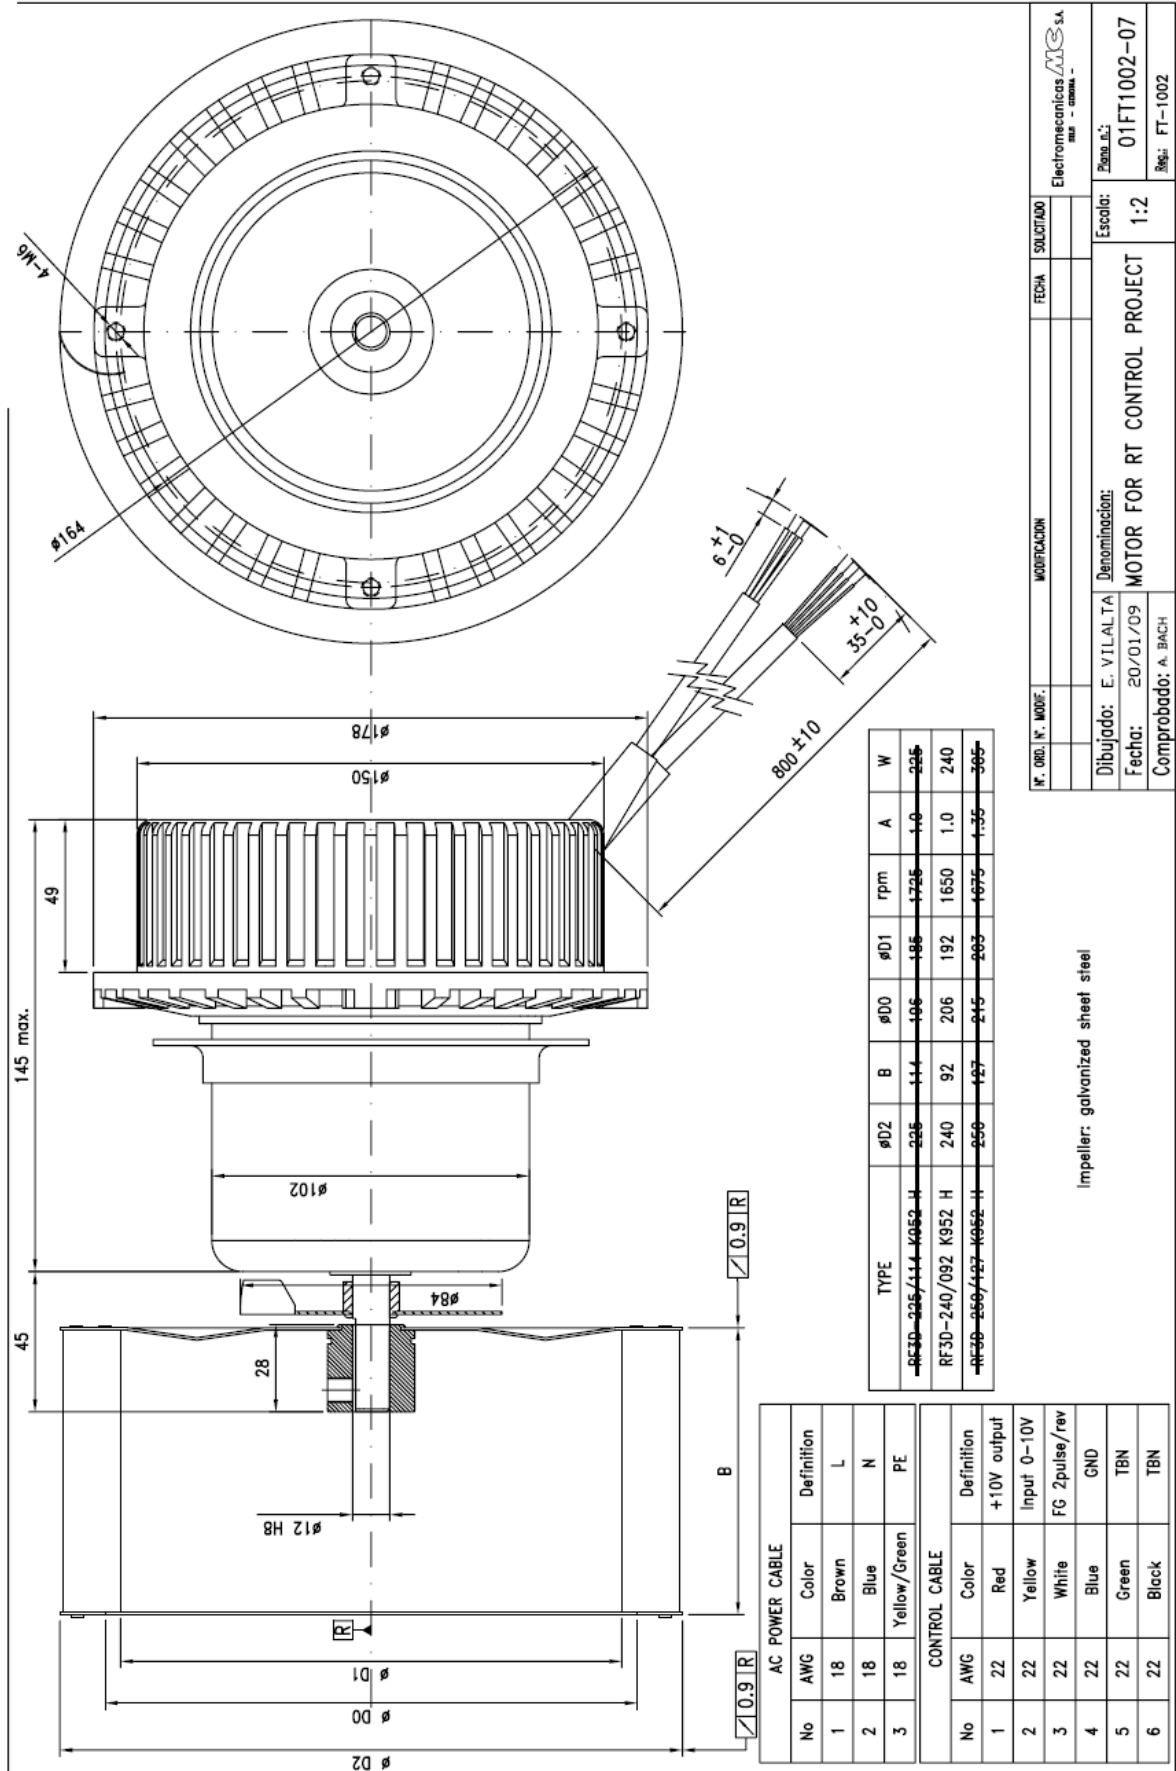 4-M6
ø164
ø178
ø150
49
145 max.
45
ø102
ø84
28
ø12 H8
B
0.9 R
0.9 R
R
ø D1
ø D0
ø D2
6 +1 -0
35 +10 -0
800 ±10
TYPE øD2 B øD0 øD1 rpm A W
RF3D-225/114 K952 H 225 114 196 185 1725 1.0 225
RF3D-240/092 K952 H 240 92 206 192 1650 1.0 240
RF3D-250/127 K952 H 250 127 215 203 1675 1.35 305
Impeller: galvanized sheet steel
AC POWER CABLE
No AWG Color Definition
1 18 Brown L
2 18 Blue N
3 18 Yellow/Green PE
CONTROL CABLE
No AWG Color Definition
1 22 Red +10V output
2 22 Yellow Input 0-10V
3 22 White FG 2pulse/rev
4 22 Blue GND
5 22 Green TBN
6 22 Black TBN
Nº. ORD. Nº. MODIF. MODIFICACION FECHA SOLICITADO
Electromecanicas MC S.A.
Dibujado: E. VILALTA
Fecha: 20/01/09
Comprobado: A. BACH
Denominacion:
MOTOR FOR RT CONTROL PROJECT
Escala:
1:2
Plano n.:
01FT1002-07
Reg.: FT-1002